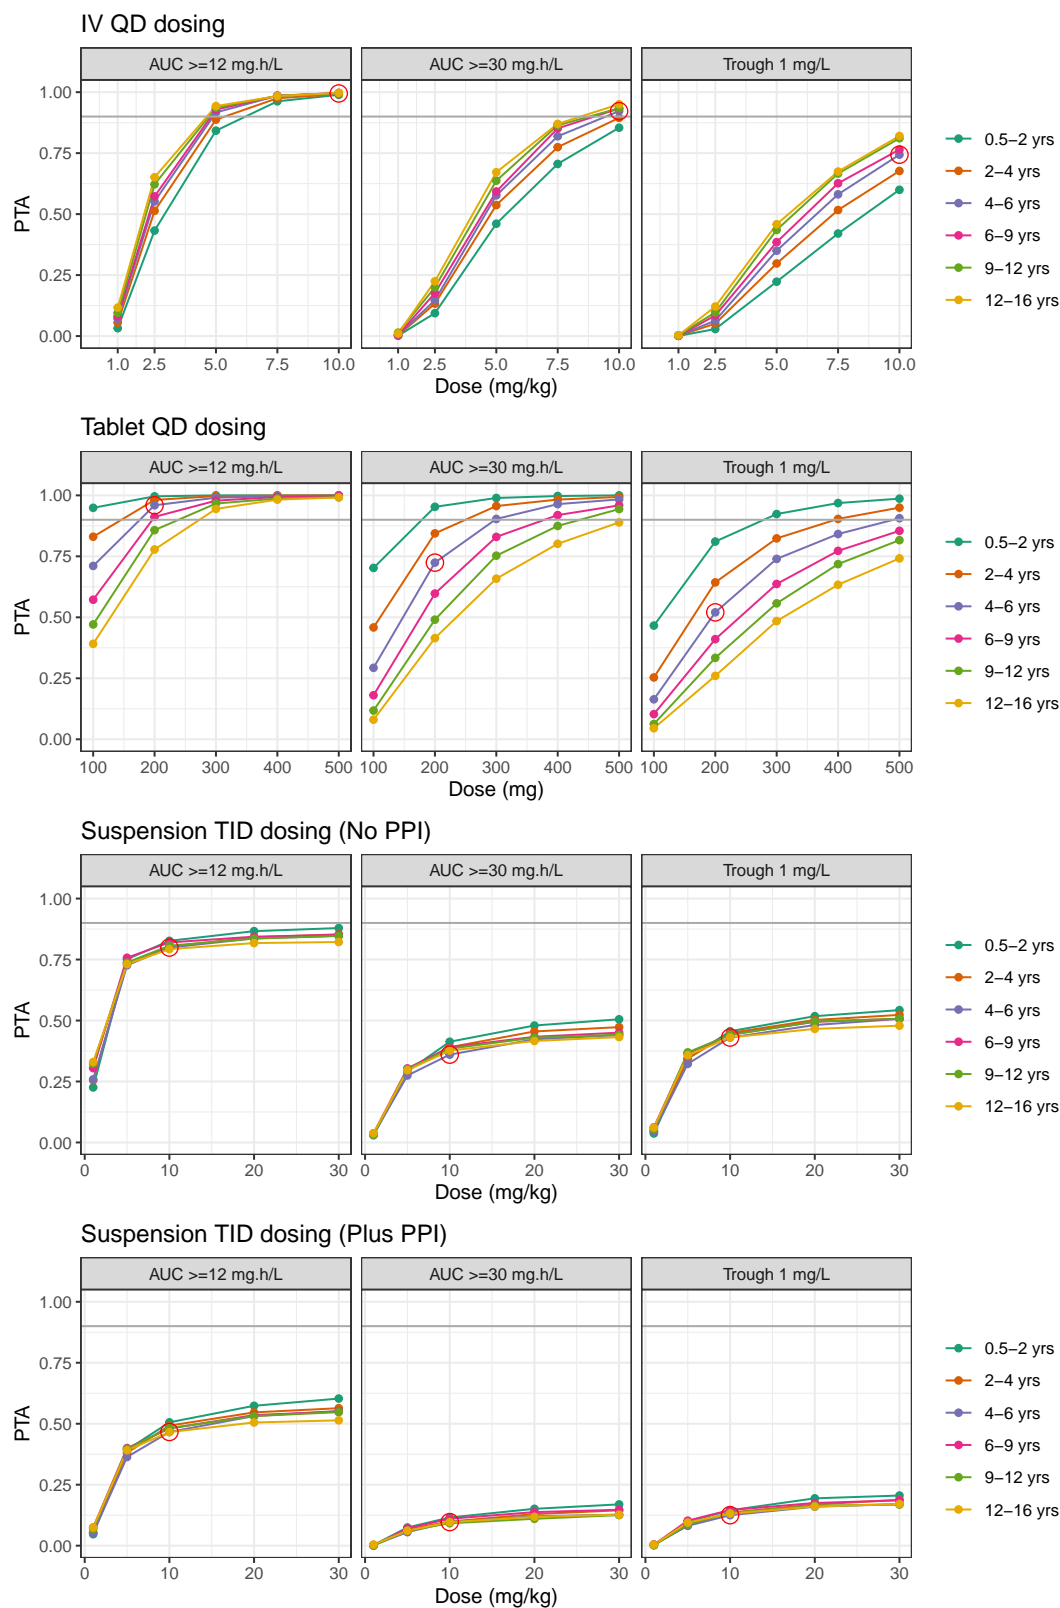 IV QD dosing
AUC >=12 mg.h/L
AUC >=30 mg.h/L
Trough 1 mg/L
1.00
0.75
0.50
0.25
0.00
PTA
1.0 2.5 5.0 7.5 10.0
1.0 2.5 5.0 7.5 10.0
1.0 2.5 5.0 7.5 10.0
Dose (mg/kg)
0.5–2 yrs
2–4 yrs
4–6 yrs
6–9 yrs
9–12 yrs
12–16 yrs
Tablet QD dosing
AUC >=12 mg.h/L
AUC >=30 mg.h/L
Trough 1 mg/L
1.00
0.75
0.50
0.25
0.00
PTA
100 200 300 400 500
100 200 300 400 500
100 200 300 400 500
Dose (mg)
0.5–2 yrs
2–4 yrs
4–6 yrs
6–9 yrs
9–12 yrs
12–16 yrs
Suspension TID dosing (No PPI)
AUC >=12 mg.h/L
AUC >=30 mg.h/L
Trough 1 mg/L
1.00
0.75
0.50
0.25
0.00
PTA
0 10 20 30
0 10 20 30
0 10 20 30
Dose (mg/kg)
0.5–2 yrs
2–4 yrs
4–6 yrs
6–9 yrs
9–12 yrs
12–16 yrs
Suspension TID dosing (Plus PPI)
AUC >=12 mg.h/L
AUC >=30 mg.h/L
Trough 1 mg/L
1.00
0.75
0.50
0.25
0.00
PTA
0 10 20 30
0 10 20 30
0 10 20 30
Dose (mg/kg)
0.5–2 yrs
2–4 yrs
4–6 yrs
6–9 yrs
9–12 yrs
12–16 yrs